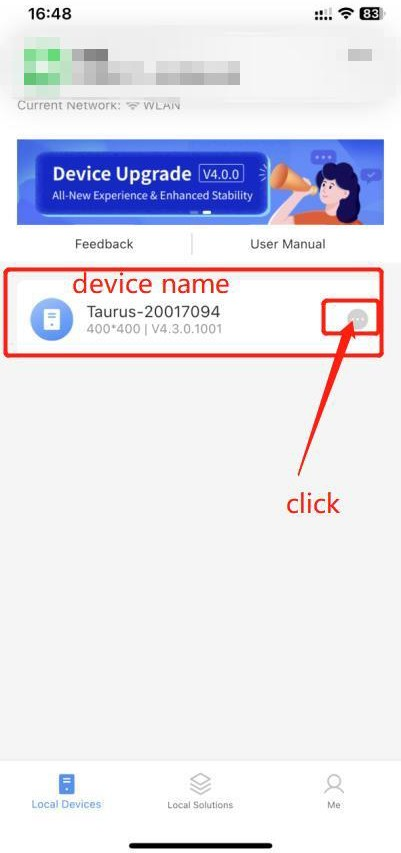 16:48
83
Current Network: WLAN
Device Upgrade V4.0.0
All-New Experience & Enhanced Stability
Feedback
User Manual
device name
Taurus-20017094
400*400 | V4.3.0.1001
click
Local Devices
Local Solutions
Me